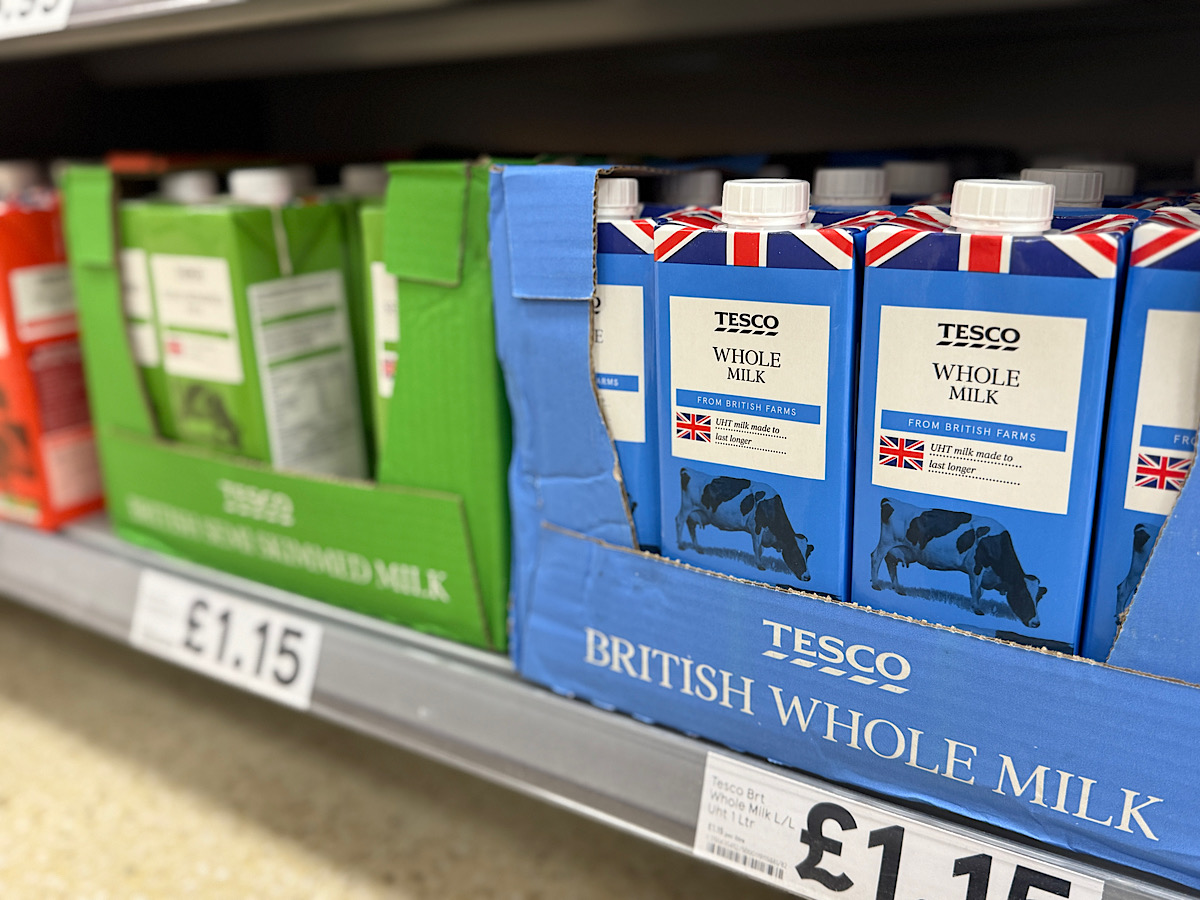 TESCO
WHOLE
MILK
FROM BRITISH FARMS
UHT milk made to
last longer
TESCO
WHOLE
MILK
FROM BRITISH FARMS
UHT milk made to
last longer
TESCO
BRITISH SEMI SKIMMED MILK
£1.15
TESCO
BRITISH WHOLE MILK
Tesco Brt
Whole Milk L/L
Uht 1 Ltr
£1.15